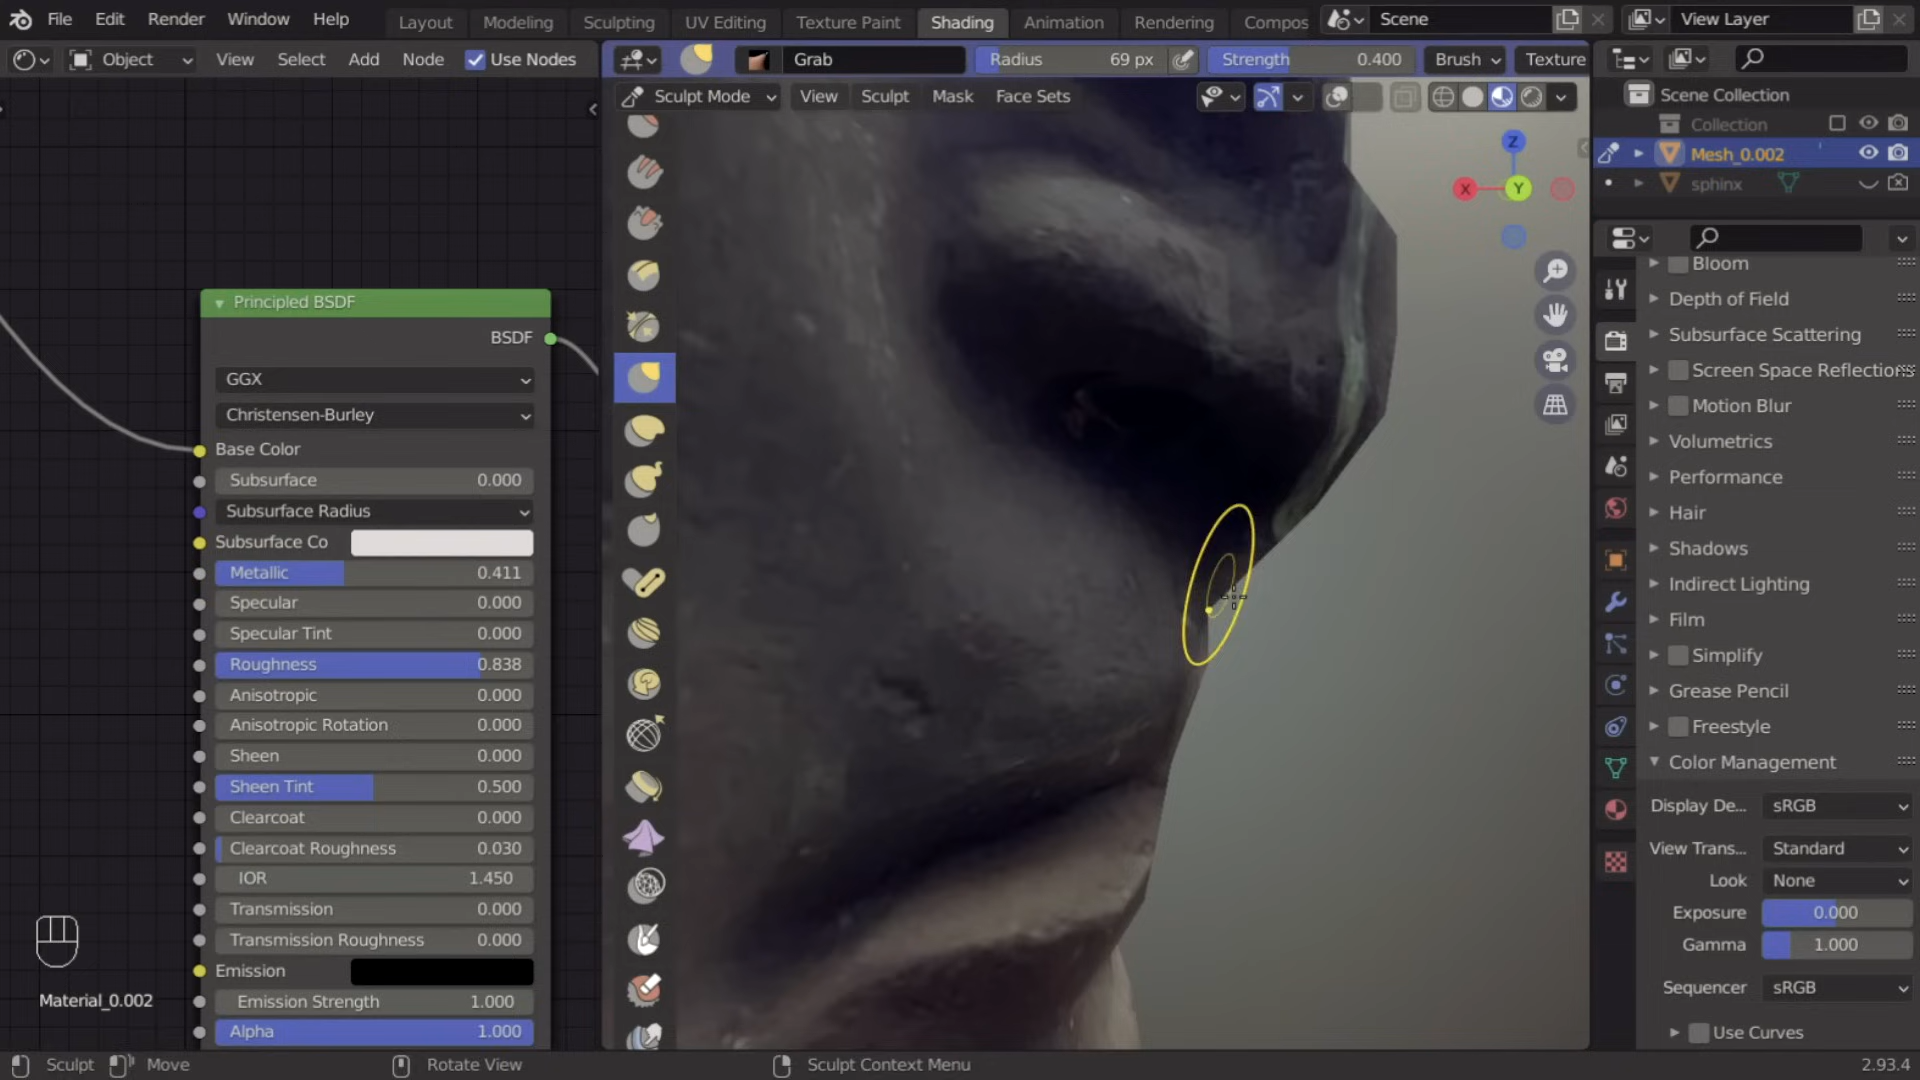 File Edit Render Window Help Layout Modeling Sculpting UV Editing Texture Paint Shading Animation Rendering Compos Scene View Layer
Object View Select Add Node Use Nodes Grab Radius 69 px Strength 0.400 Brush Texture
Sculpt Mode View Sculpt Mask Face Sets
Scene Collection
Collection
Mesh_0.002
sphinx
X Y Z
Principled BSDF
BSDF
GGX
Christensen-Burley
Base Color
Subsurface 0.000
Subsurface Radius
Subsurface Co
Metallic 0.411
Specular 0.000
Specular Tint 0.000
Roughness 0.838
Anisotropic 0.000
Anisotropic Rotation 0.000
Sheen 0.000
Sheen Tint 0.500
Clearcoat 0.000
Clearcoat Roughness 0.030
IOR 1.450
Transmission 0.000
Transmission Roughness 0.000
Emission
Emission Strength 1.000
Alpha 1.000
Material_0.002
Bloom
Depth of Field
Subsurface Scattering
Screen Space Reflections
Motion Blur
Volumetrics
Performance
Hair
Shadows
Indirect Lighting
Film
Simplify
Grease Pencil
Freestyle
Color Management
Display De... sRGB
View Trans... Standard
Look None
Exposure 0.000
Gamma 1.000
Sequencer sRGB
Use Curves
Sculpt Move Rotate View Sculpt Context Menu 2.93.4